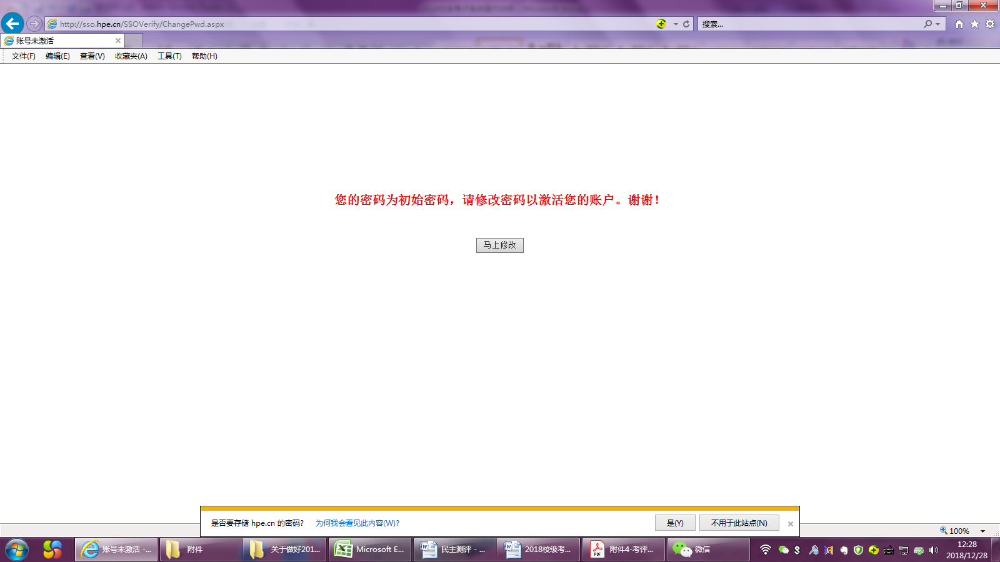 http://sso.hpe.cn/SSOVerify/ChangePwd.aspx
搜索...
账号未激活
文件(F) 编辑(E) 查看(V) 收藏夹(A) 工具(T) 帮助(H)
您的密码为初始密码，请修改密码以激活您的账户。谢谢！
马上修改
是否要存储 hpe.cn 的密码? 为何我会看见此内容(W)? 是(Y) 不用于此站点(N)
100%
账号未激活 -... 附件 关于做好201... Microsoft E... 民主测评 - ... 2018校级考... 附件4-考评... 微信
12:28
2018/12/28